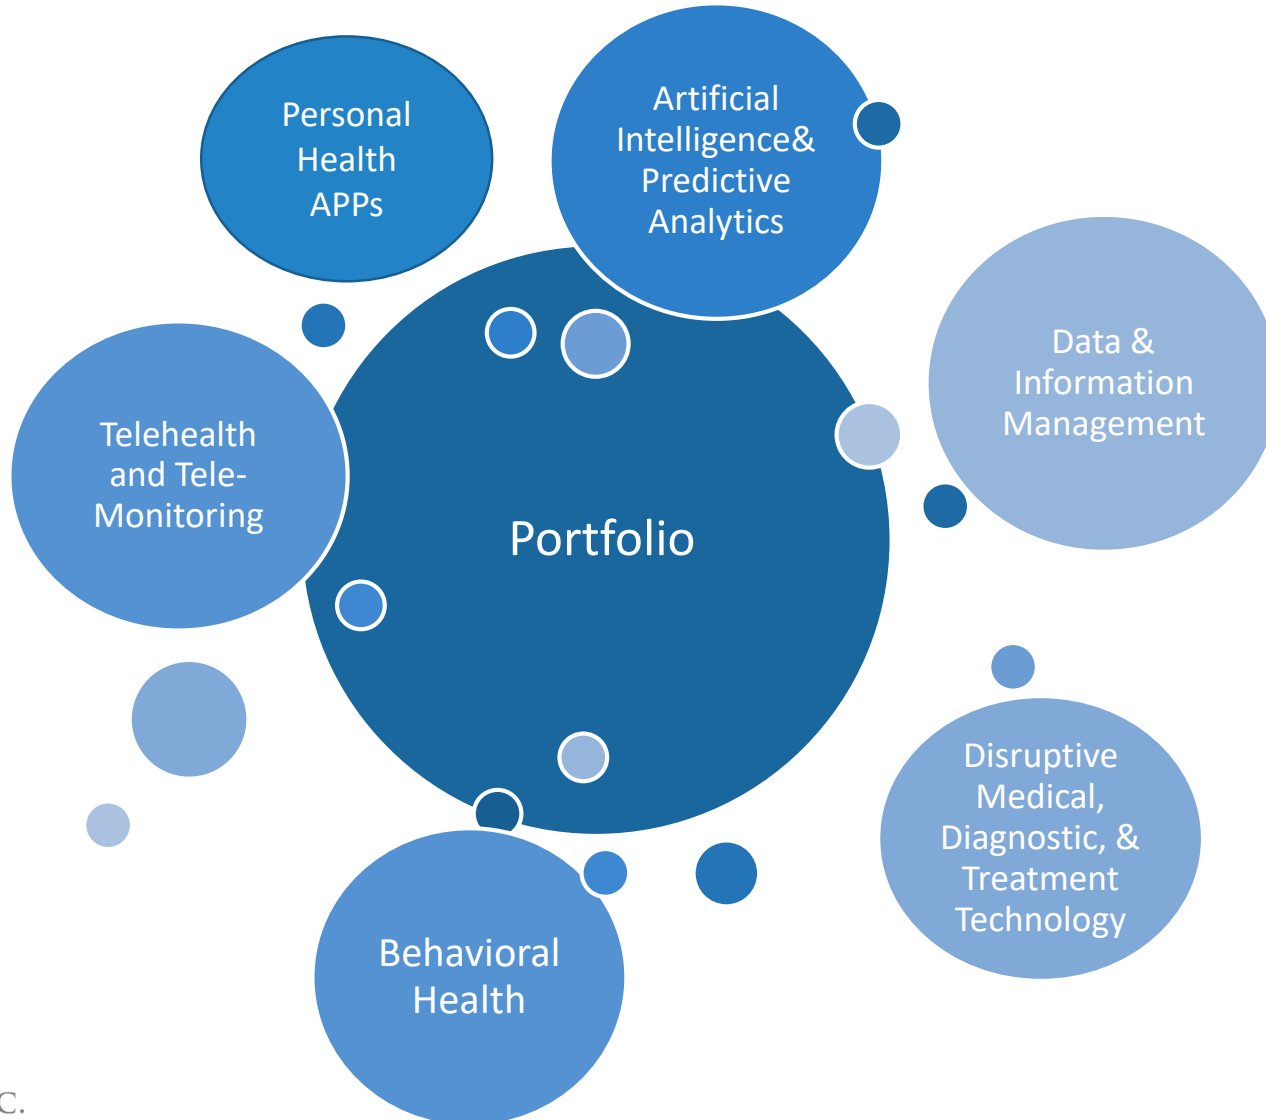 Personal
Health
APPs
Artificial
Intelligence&
Predictive
Analytics
Data &
Information
Management
Telehealth
and Tele-
Monitoring
Portfolio
Disruptive
Medical,
Diagnostic, &
Treatment
Technology
Behavioral
Health
C.